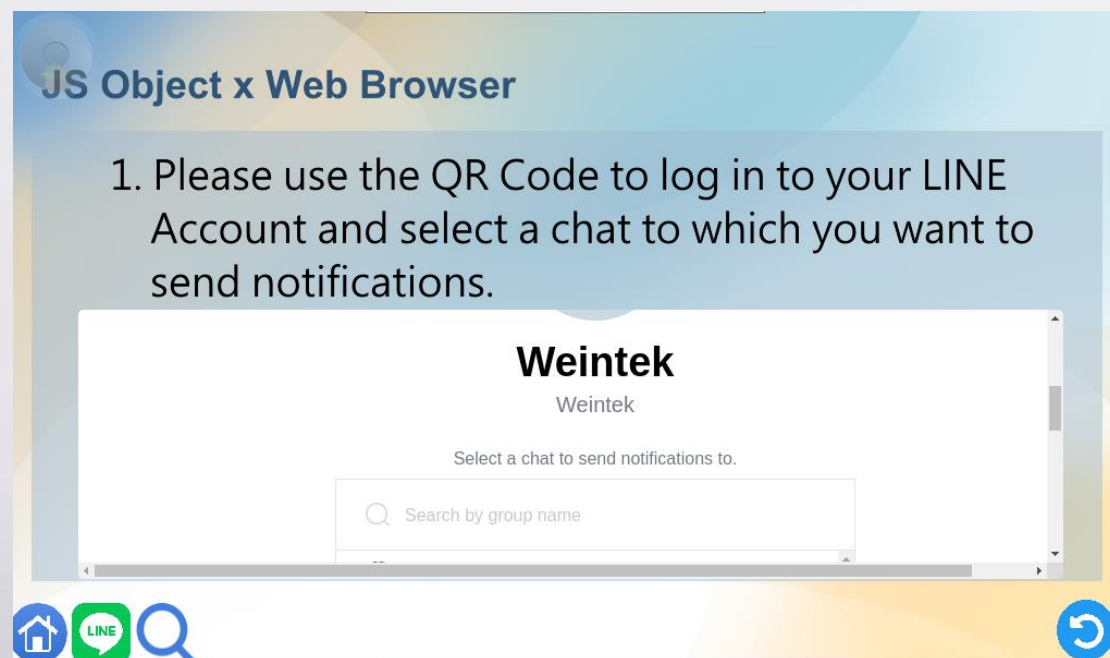 JS Object x Web Browser
1. Please use the QR Code to log in to your LINE
Account and select a chat to which you want to
send notifications.
Weintek
Weintek
Select a chat to send notifications to.
Search by group name
LINE